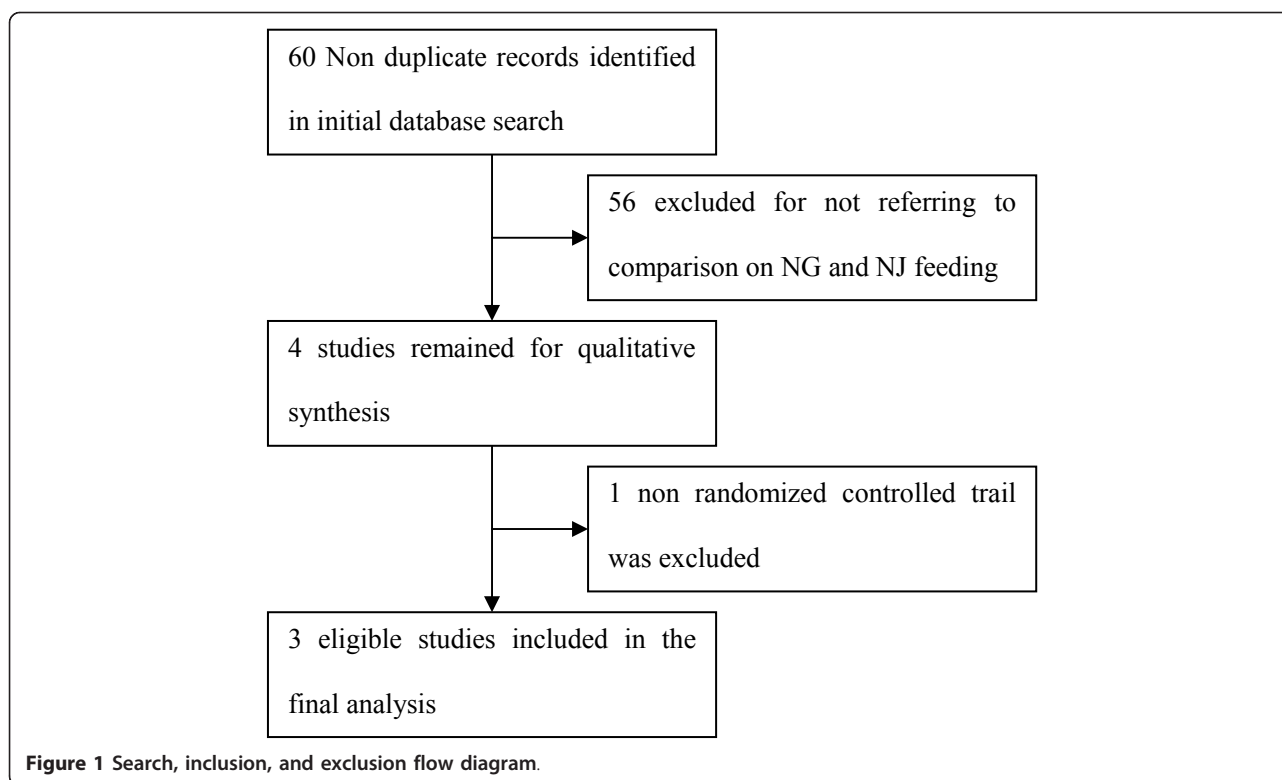 60 Non duplicate records identified
in initial database search
56 excluded for not referring to
comparison on NG and NJ feeding
4 studies remained for qualitative
synthesis
1 non randomized controlled trail
was excluded
3 eligible studies included in the
final analysis
Figure 1 Search, inclusion, and exclusion flow diagram.